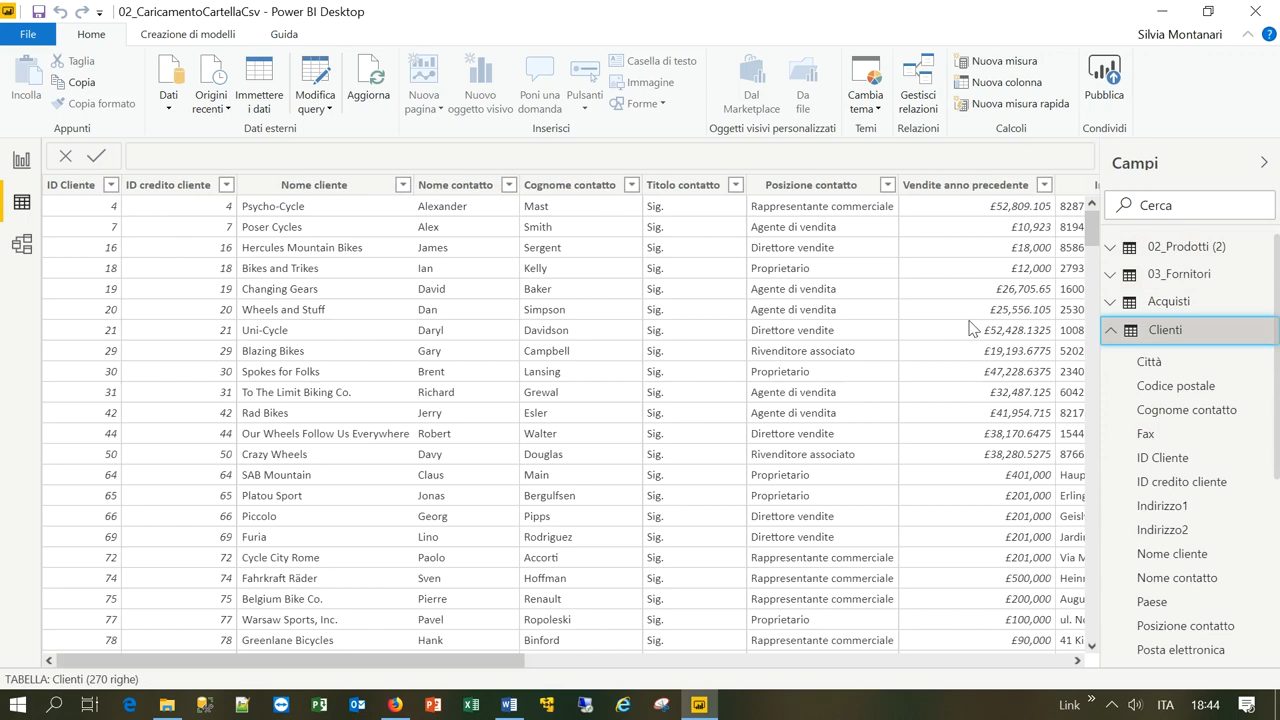 02_CaricamentoCartellaCsv - Power BI Desktop
File Home Creazione di modelli Guida Silvia Montanari
Incolla Taglia Copia Copia formato
Appunti
Dati Origini recenti Immettere i dati Modifica query Aggiorna
Dati esterni
Nuova pagina Nuovo oggetto visivo Poni una domanda Pulsanti Casella di testo Immagine Forme
Inserisci
Dal Marketplace Da file
Oggetti visivi personalizzati
Cambia tema
Temi
Gestisci relazioni
Relazioni
Nuova misura Nuova colonna Nuova misura rapida
Calcoli
Pubblica
Condividi
ID Cliente ID credito cliente Nome cliente Nome contatto Cognome contatto Titolo contatto Posizione contatto Vendite anno precedente
4 4 Psycho-Cycle Alexander Mast Sig. Rappresentante commerciale £52,809.105 8287
7 7 Poser Cycles Alex Smith Sig. Agente di vendita £10,923 8194
16 16 Hercules Mountain Bikes James Sergent Sig. Direttore vendite £18,000 8586
18 18 Bikes and Trikes Ian Kelly Sig. Proprietario £12,000 2793
19 19 Changing Gears David Baker Sig. Agente di vendita £26,705.65 1600
20 20 Wheels and Stuff Dan Simpson Sig. Agente di vendita £25,556.105 2530
21 21 Uni-Cycle Daryl Davidson Sig. Direttore vendite £52,428.1325 1008
29 29 Blazing Bikes Gary Campbell Sig. Rivenditore associato £19,193.6775 5202
30 30 Spokes for Folks Brent Lansing Sig. Proprietario £47,228.6375 2340
31 31 To The Limit Biking Co. Richard Grewal Sig. Agente di vendita £32,487.125 6042
42 42 Rad Bikes Jerry Esler Sig. Agente di vendita £41,954.715 8217
44 44 Our Wheels Follow Us Everywhere Robert Walter Sig. Direttore vendite £38,170.6475 1544
50 50 Crazy Wheels Davy Douglas Sig. Rivenditore associato £38,280.5275 8766
64 64 SAB Mountain Claus Main Sig. Proprietario £401,000 Haup
65 65 Platou Sport Jonas Bergulfsen Sig. Proprietario £201,000 Erling
66 66 Piccolo Georg Pipps Sig. Direttore vendite £201,000 Geisl
69 69 Furia Lino Rodriguez Sig. Direttore vendite £201,000 Jardi
72 72 Cycle City Rome Paolo Accorti Sig. Rappresentante commerciale £201,000 Via M
74 74 Fahrkraft Räder Sven Hoffman Sig. Rappresentante commerciale £500,000 Hein
75 75 Belgium Bike Co. Pierre Renault Sig. Rappresentante commerciale £200,000 Augu
77 77 Warsaw Sports, Inc. Pavel Ropoleski Sig. Proprietario £100,000 ul. N
78 78 Greenlane Bicycles Hank Binford Sig. Rappresentante commerciale £90,000 41 Ki
Campi
Cerca
02_Prodotti (2)
03_Fornitori
Acquisti
Clienti
Città
Codice postale
Cognome contatto
Fax
ID Cliente
ID credito cliente
Indirizzo1
Indirizzo2
Nome cliente
Nome contatto
Paese
Posizione contatto
Posta elettronica
TABELLA: Clienti (270 righe)
Link ITA 18:44